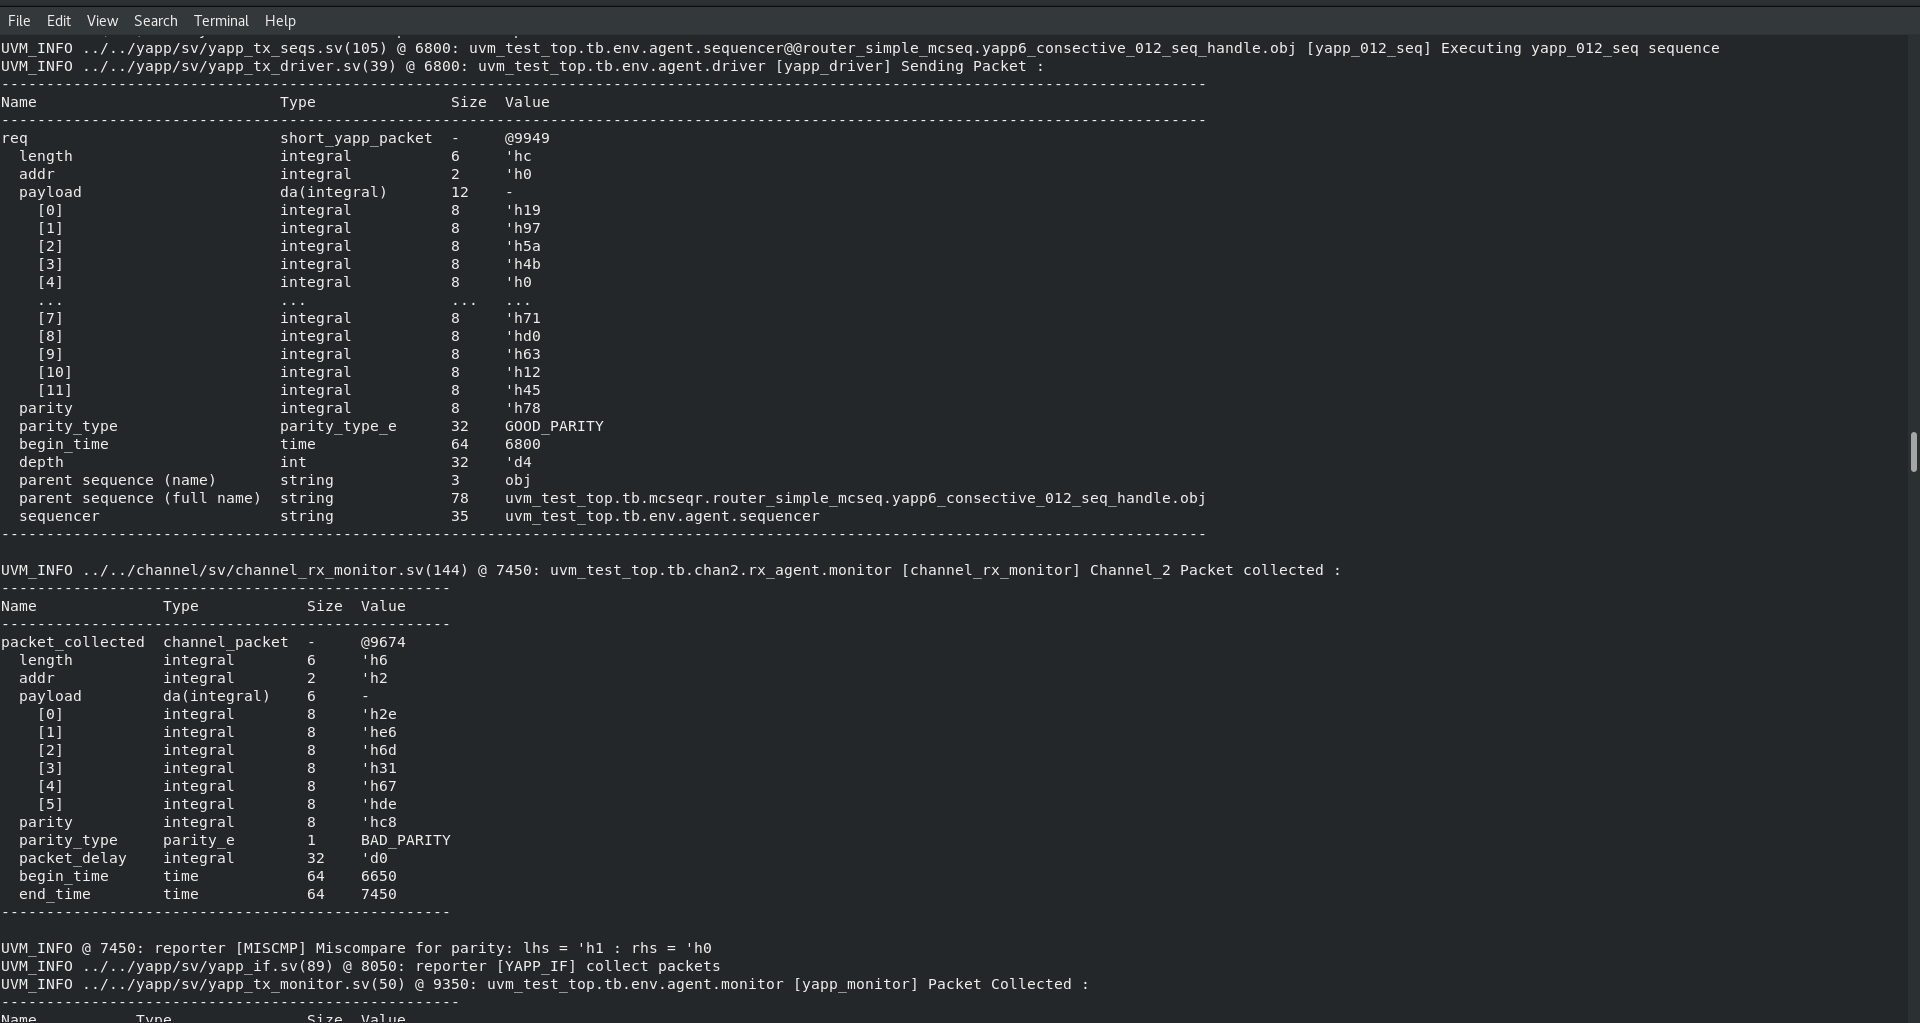 File Edit View Search Terminal Help
UVM_INFO ../../yapp/sv/yapp_tx_seqs.sv(105) @ 6800: uvm_test_top.tb.env.agent.sequencer@@router_simple_mcseq.yapp6_consective_012_seq_handle.obj [yapp_012_seq] Executing yapp_012_seq sequence
UVM_INFO ../../yapp/sv/yapp_tx_driver.sv(39) @ 6800: uvm_test_top.tb.env.agent.driver [yapp_driver] Sending Packet :
--------------------------------------------------------------------------------------------------------------------------------------
Name                           Type               Size  Value
--------------------------------------------------------------------------------------------------------------------------------------
req                            short_yapp_packet  -     @9949
  length                       integral           6     'hc
  addr                         integral           2     'h0
  payload                      da(integral)       12    -
    [0]                        integral           8     'h19
    [1]                        integral           8     'h97
    [2]                        integral           8     'h5a
    [3]                        integral           8     'h4b
    [4]                        integral           8     'h0
    ...                        ...                ...   ...
    [7]                        integral           8     'h71
    [8]                        integral           8     'hd0
    [9]                        integral           8     'h63
    [10]                       integral           8     'h12
    [11]                       integral           8     'h45
  parity                       integral           8     'h78
  parity_type                  parity_type_e      32    GOOD_PARITY
  begin_time                   time               64    6800
  depth                        int                32    'd4
  parent sequence (name)       string             3     obj
  parent sequence (full name)  string             78    uvm_test_top.tb.mcseqr.router_simple_mcseq.yapp6_consective_012_seq_handle.obj
  sequencer                    string             35    uvm_test_top.tb.env.agent.sequencer
--------------------------------------------------------------------------------------------------------------------------------------
UVM_INFO ../../channel/sv/channel_rx_monitor.sv(144) @ 7450: uvm_test_top.tb.chan2.rx_agent.monitor [channel_rx_monitor] Channel_2 Packet collected :
--------------------------------------------------
Name              Type            Size  Value
--------------------------------------------------
packet_collected  channel_packet  -     @9674
  length          integral        6     'h6
  addr            integral        2     'h2
  payload         da(integral)    6     -
    [0]           integral        8     'h2e
    [1]           integral        8     'he6
    [2]           integral        8     'h6d
    [3]           integral        8     'h31
    [4]           integral        8     'h67
    [5]           integral        8     'hde
  parity          integral        8     'hc8
  parity_type     parity_e        1     BAD_PARITY
  packet_delay    integral        32    'd0
  begin_time      time            64    6650
  end_time        time            64    7450
--------------------------------------------------
UVM_INFO @ 7450: reporter [MISCMP] Miscompare for parity: lhs = 'h1 : rhs = 'h0
UVM_INFO ../../yapp/sv/yapp_if.sv(89) @ 8050: reporter [YAPP_IF] collect packets
UVM_INFO ../../yapp/sv/yapp_tx_monitor.sv(50) @ 9350: uvm_test_top.tb.env.agent.monitor [yapp_monitor] Packet Collected :
---------------------------------------------------
Name           Type               Size  Value